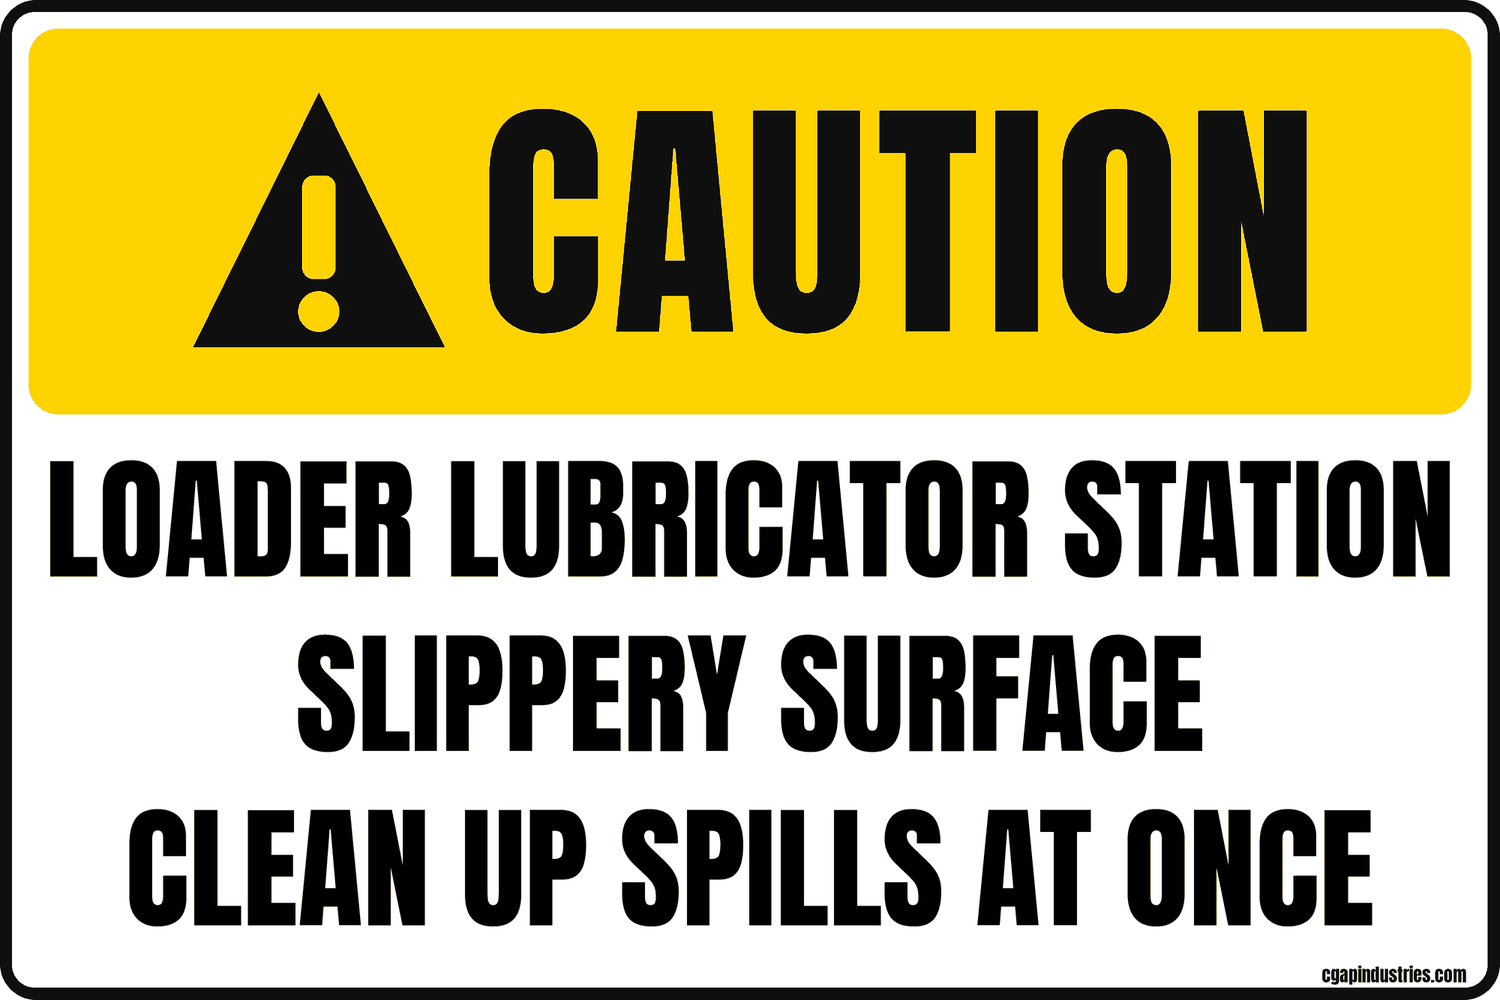 CAUTION
LOADER LUBRICATOR STATION
SLIPPERY SURFACE
CLEAN UP SPILLS AT ONCE
cgapindustries.com